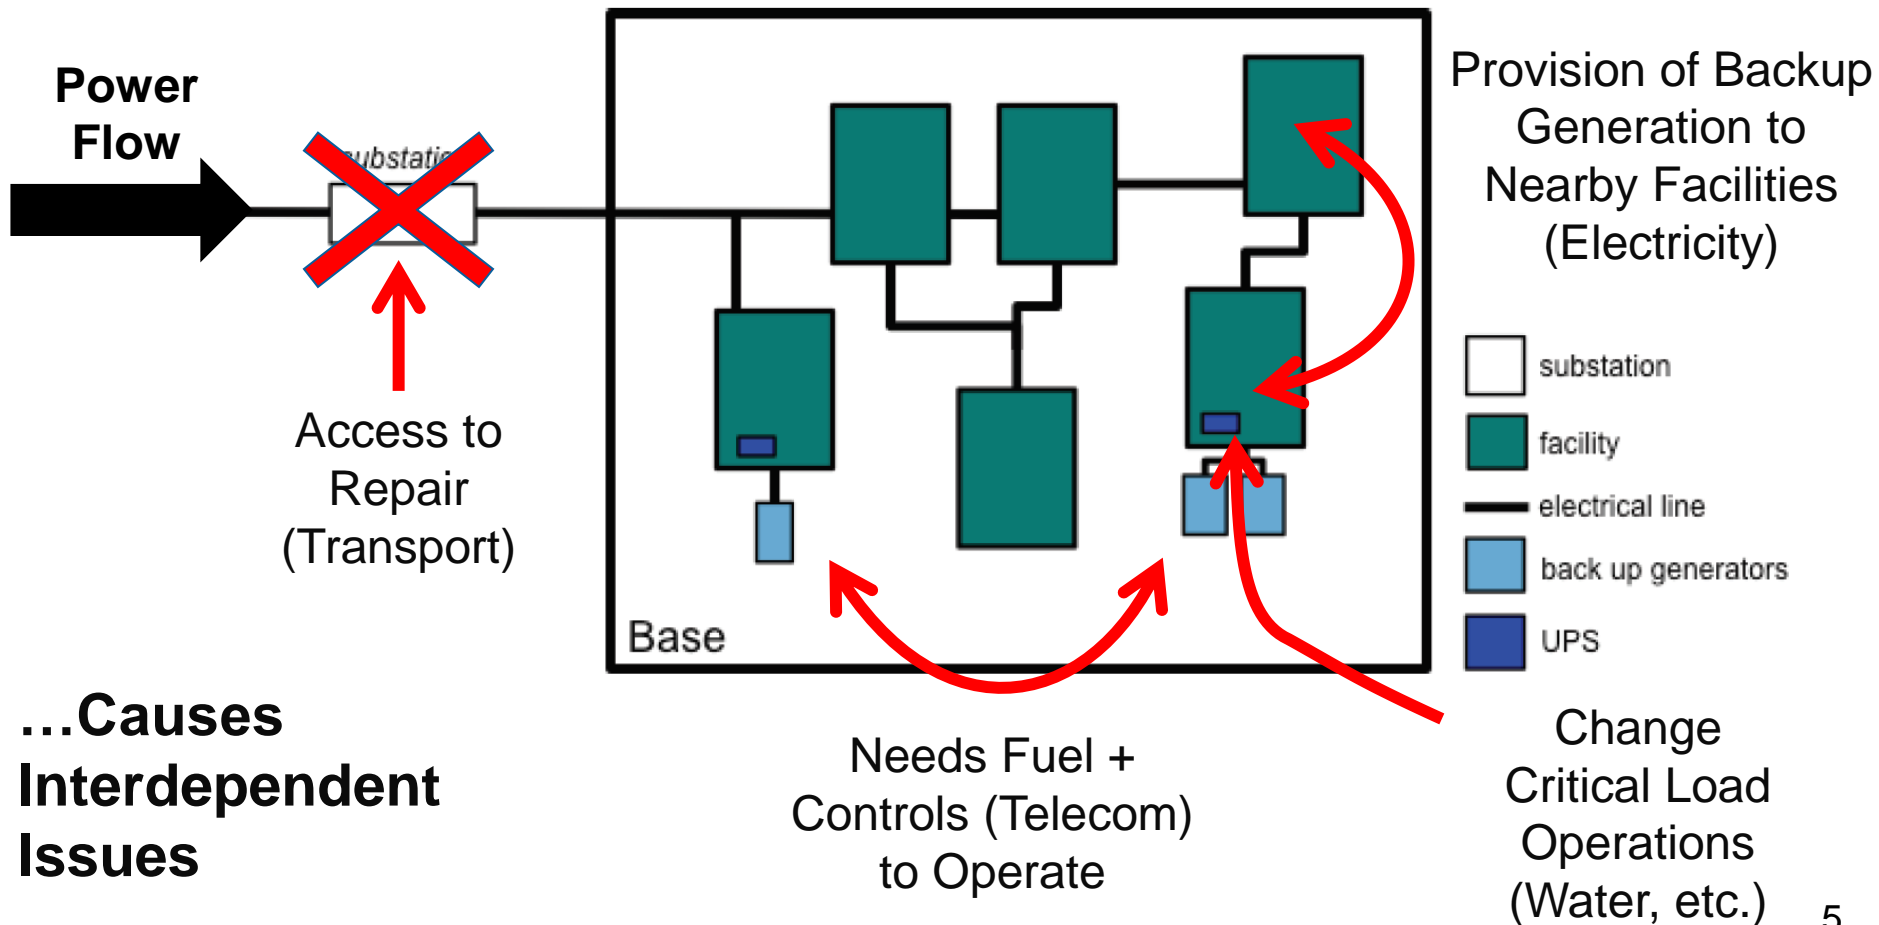 Power
Flow
substation
Access to
Repair
(Transport)
Base
Provision of Backup
Generation to
Nearby Facilities
(Electricity)
substation
facility
electrical line
back up generators
UPS
…Causes
Interdependent
Issues
Needs Fuel +
Controls (Telecom)
to Operate
Change
Critical Load
Operations
(Water, etc.)
5